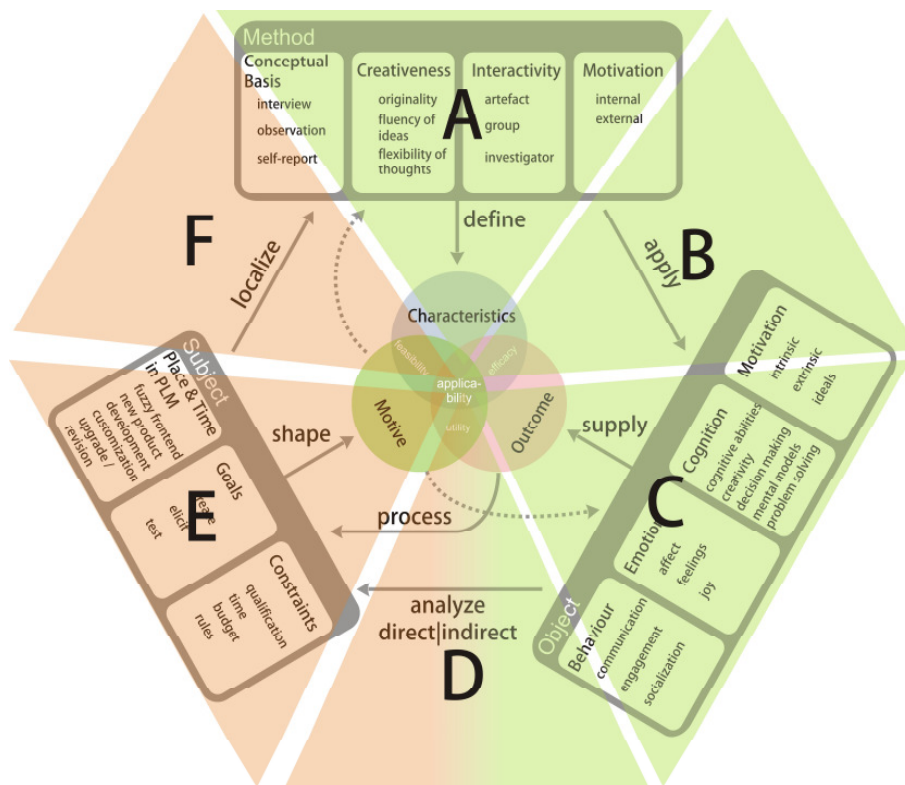 Method
Conceptual
Basis
interview
observation
self-report
Creativeness
originality
fluency of
ideas
flexibility of
thoughts
Interactivity
artefact
group
investigator
Motivation
internal
external
A
define
F
localize
B
apply
Characteristics
feasibility
efficacy
applica-
bility
utility
Motive
Outcome
Subject
Place & Time
in PLM
fuzzy frontend
new product
development
customization
upgrade /
revision
Goals
create
elicit
test
Constraints
qualification
time
budget
rules
E
shape
process
supply
Object
Motivation
intrinsic
extrinsic
ideals
Cognition
cognitive abilities
creativity
decision making
mental models
problem solving
Emotion
affect
feelings
joy
Behaviour
communication
engagement
socialization
C
analyze
direct|indirect
D